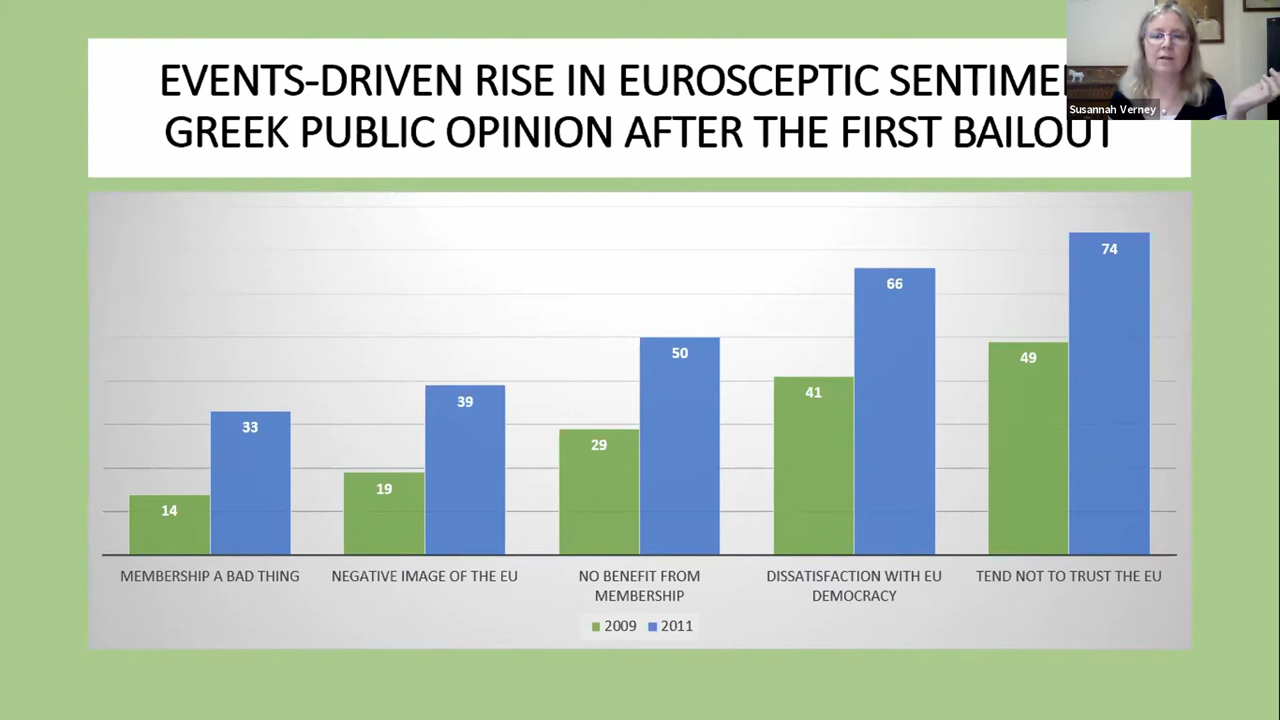 EVENTS-DRIVEN RISE IN EUROSCEPTIC
GREEK PUBLIC OPINION AFTER THE FIRST BAILOUT
Susannah Verney
14
33
19
39
29
50
41
66
49
74
MEMBERSHIP A BAD THING
NEGATIVE IMAGE OF THE EU
NO BENEFIT FROM
MEMBERSHIP
DISSATISFACTION WITH EU
DEMOCRACY
TEND NOT TO TRUST THE EU
2009 2011